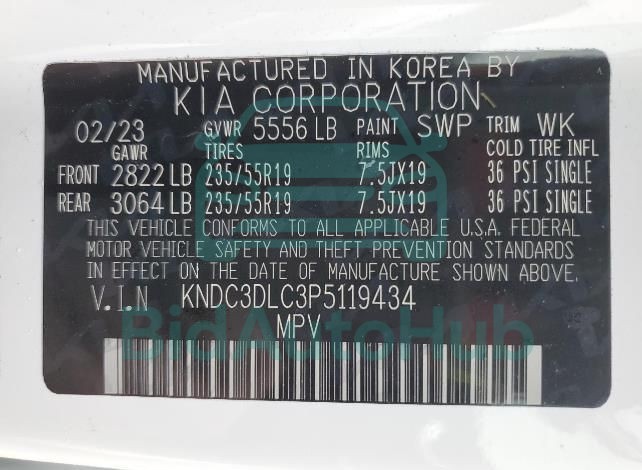 MANUFACTURED IN KOREA BY
KIA CORPORATION
02/23 GVWR 5556 LB PAINT SWP TRIM WK
GAWR TIRES RIMS COLD TIRE INFL
FRONT 2822 LB 235/55R19 7.5JX19 36 PSI SINGLE
REAR 3064 LB 235/55R19 7.5JX19 36 PSI SINGLE
THIS VEHICLE CONFORMS TO ALL APPLICABLE U.S.A. FEDERAL
MOTOR VEHICLE SAFETY AND THEFT PREVENTION STANDARDS
IN EFFECT ON THE DATE OF MANUFACTURE SHOWN ABOVE.
V.I.N KNDC3DLC3P5119434
BidAutoHub
MPV